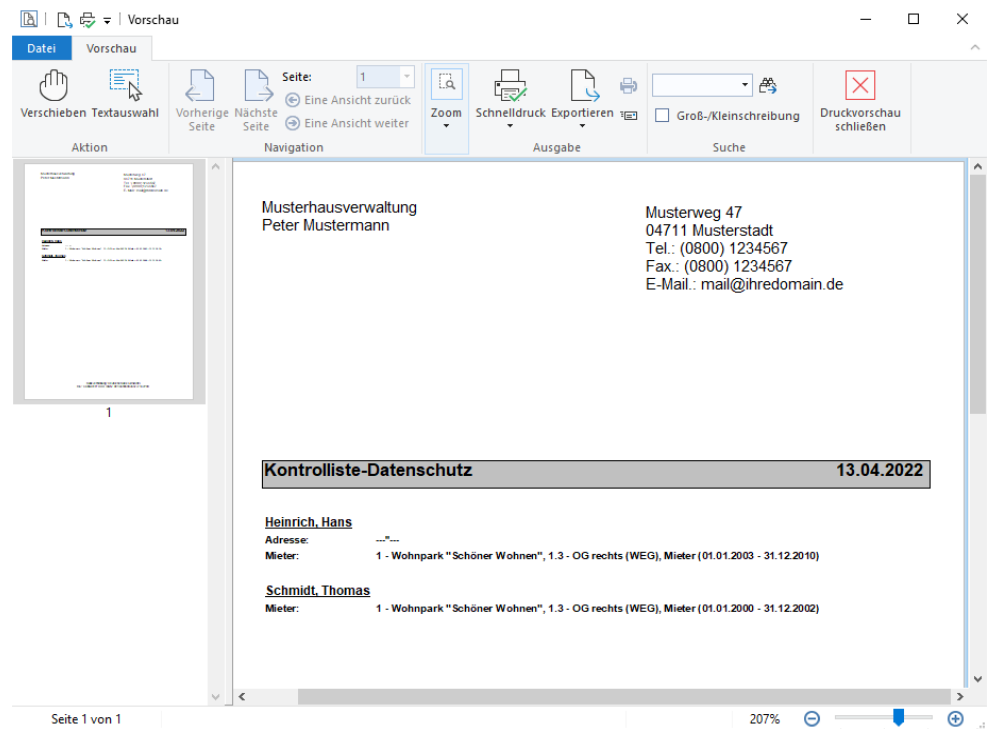 Vorschau
Datei
Vorschau
Verschieben
Textauswahl
Aktion
Vorherige Seite
Nächste Seite
Seite:
1
Eine Ansicht zurück
Eine Ansicht weiter
Navigation
Zoom
Schnelldruck
Exportieren
Ausgabe
Groß-/Kleinschreibung
Suche
Druckvorschau schließen
1
Musterhausverwaltung
Peter Mustermann
Musterweg 47
04711 Musterstadt
Tel.: (0800) 1234567
Fax.: (0800) 1234567
E-Mail.: mail@ihredomain.de
Kontrolliste-Datenschutz 13.04.2022
Heinrich, Hans
Adresse: ---"---
Mieter: 1 - Wohnpark "Schöner Wohnen", 1.3 - OG rechts (WEG), Mieter (01.01.2003 - 31.12.2010)
Schmidt, Thomas
Mieter: 1 - Wohnpark "Schöner Wohnen", 1.3 - OG rechts (WEG), Mieter (01.01.2000 - 31.12.2002)
Seite 1 von 1
207%